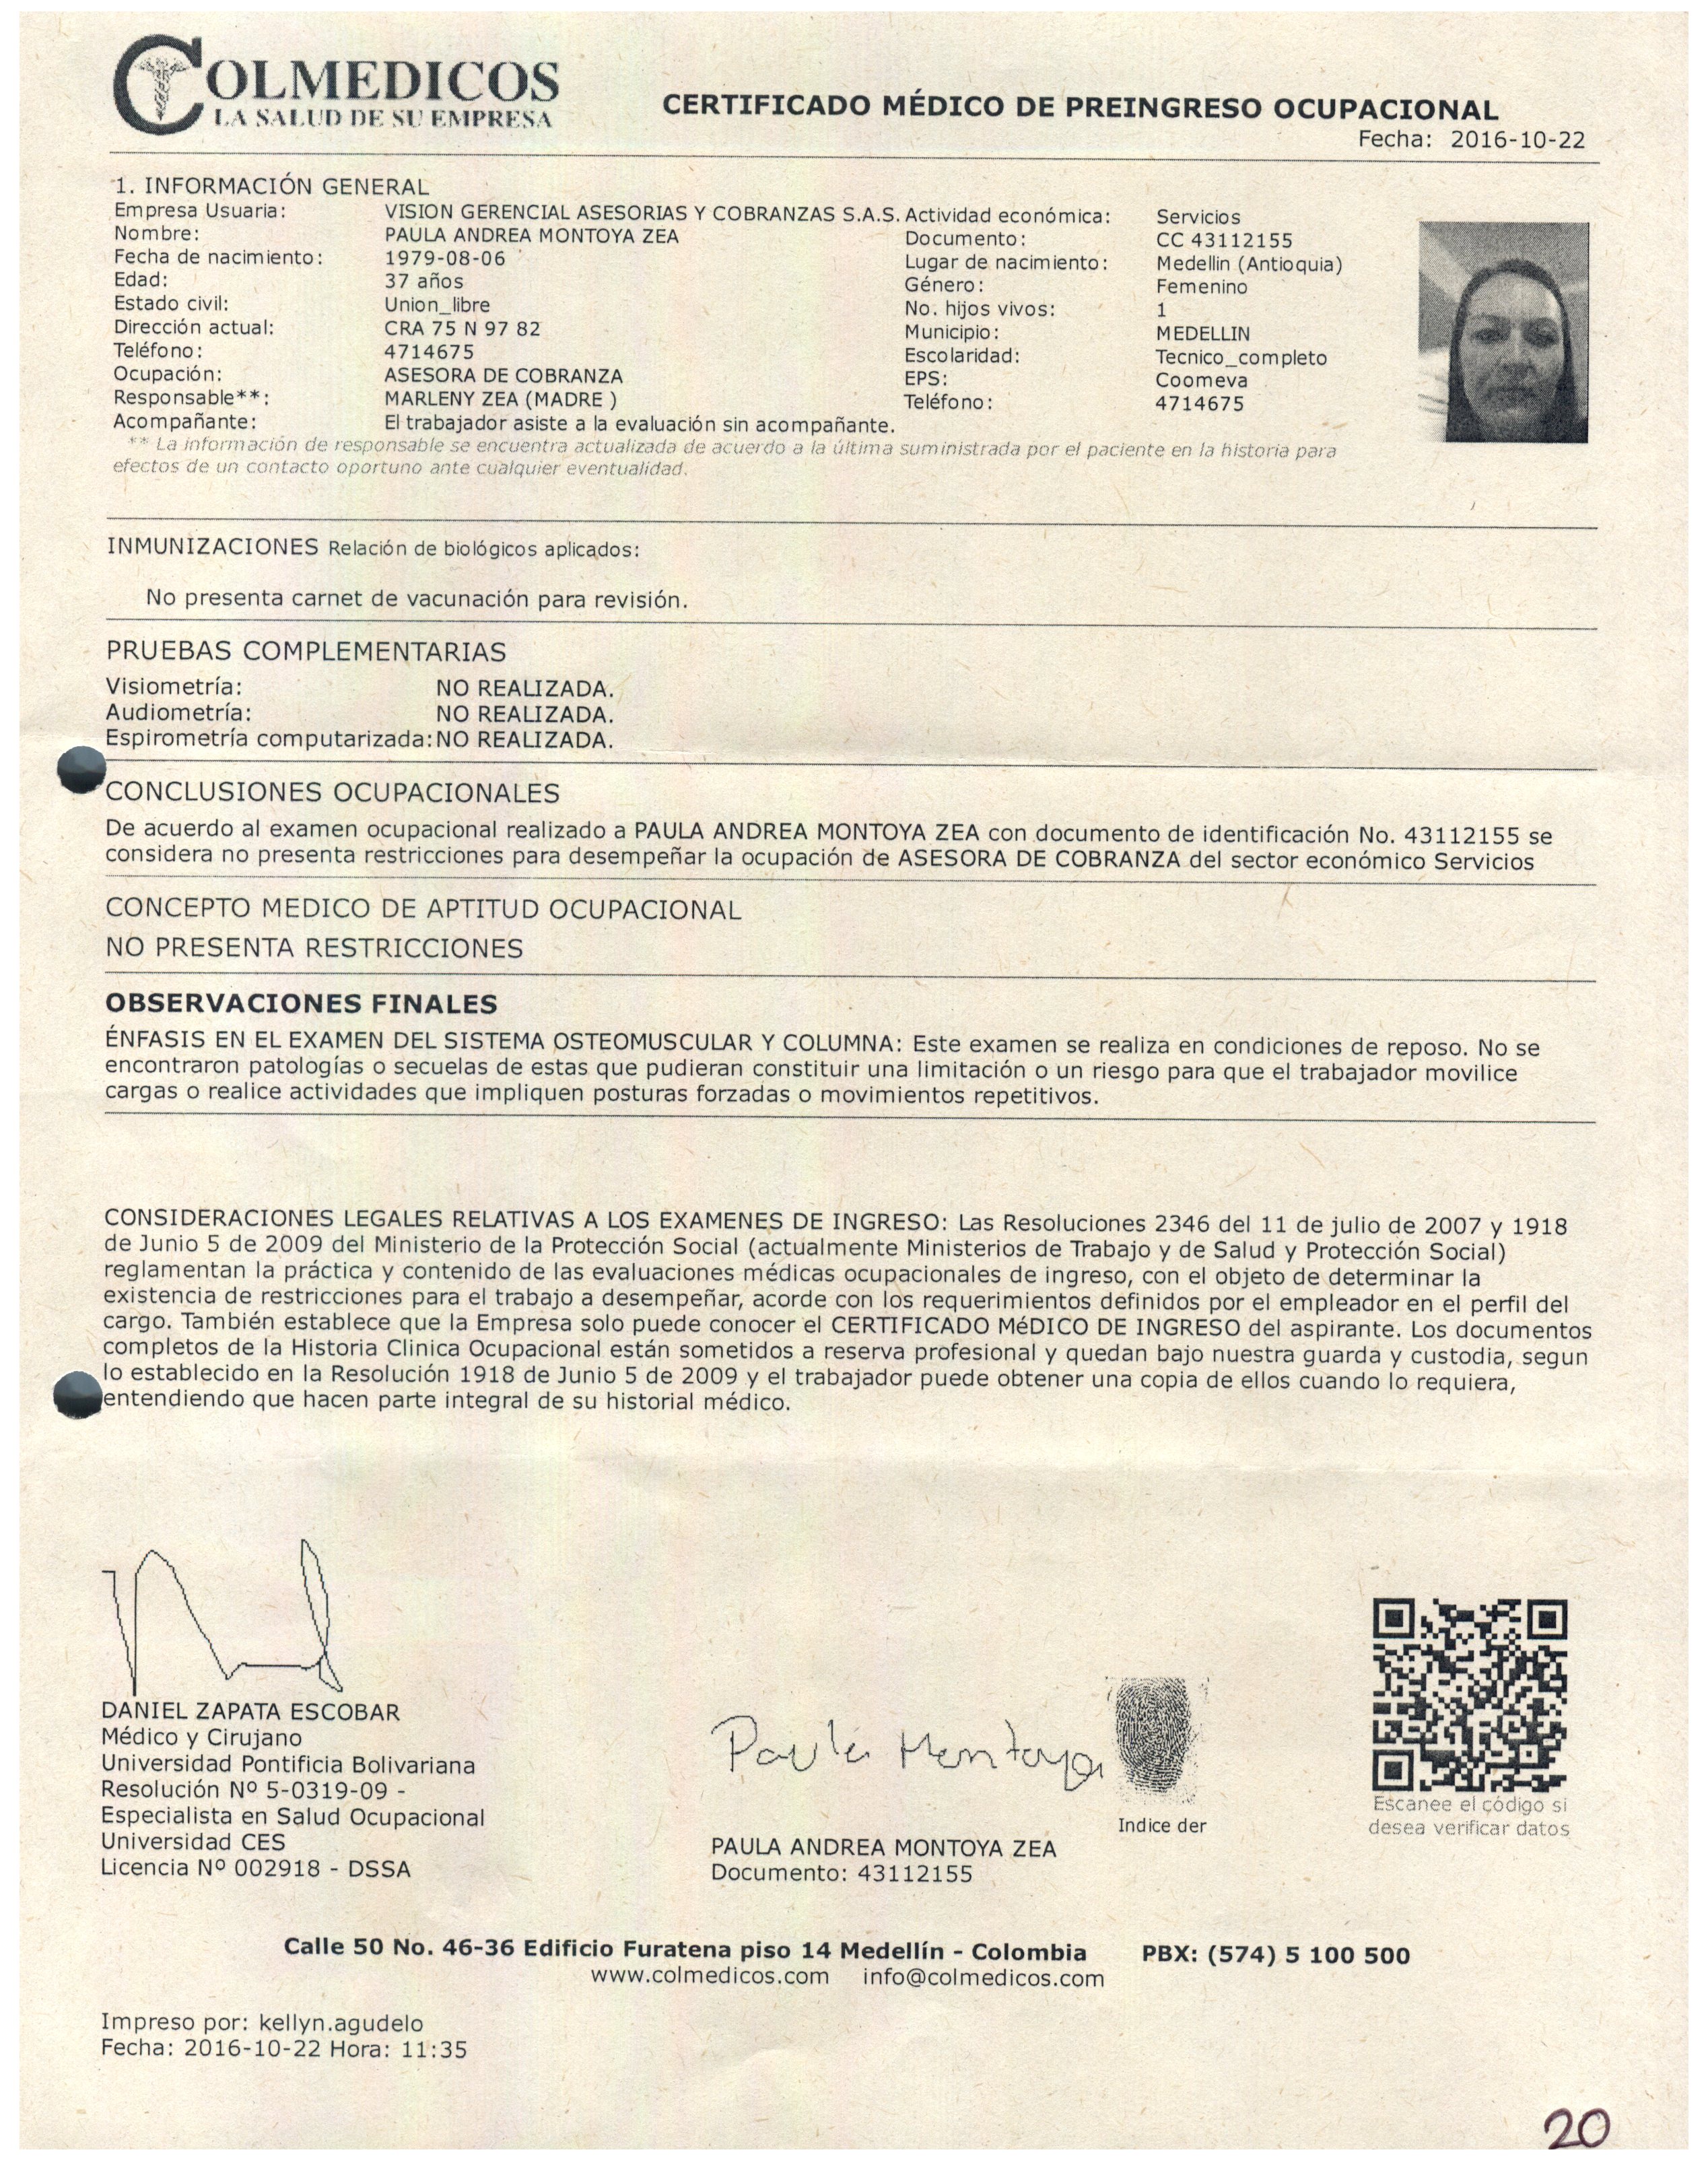 COLMEDICOS
LA SALUD DE SU EMPRESA
CERTIFICADO MÉDICO DE PREINGRESO OCUPACIONAL
Fecha: 2016-10-22
1. INFORMACIÓN GENERAL
Empresa Usuaria: VISION GERENCIAL ASESORIAS Y COBRANZAS S.A.S. Actividad económica: Servicios
Nombre: PAULA ANDREA MONTOYA ZEA Documento: CC 43112155
Fecha de nacimiento: 1979-08-06 Lugar de nacimiento: Medellin (Antioquia)
Edad: 37 años Género: Femenino
Estado civil: Union_libre No. hijos vivos: 1
Dirección actual: CRA 75 N 97 82 Municipio: MEDELLIN
Teléfono: 4714675 Escolaridad: Tecnico_completo
Ocupación: ASESORA DE COBRANZA EPS: Coomeva
Responsable**: MARLENY ZEA (MADRE ) Teléfono: 4714675
Acompañante: El trabajador asiste a la evaluación sin acompañante.
** La información de responsable se encuentra actualizada de acuerdo a la última suministrada por el paciente en la historia para
efectos de un contacto oportuno ante cualquier eventualidad.
INMUNIZACIONES Relación de biológicos aplicados:
No presenta carnet de vacunación para revisión.
PRUEBAS COMPLEMENTARIAS
Visiometría: NO REALIZADA.
Audiometría: NO REALIZADA.
Espirometría computarizada: NO REALIZADA.
CONCLUSIONES OCUPACIONALES
De acuerdo al examen ocupacional realizado a PAULA ANDREA MONTOYA ZEA con documento de identificación No. 43112155 se
considera no presenta restricciones para desempeñar la ocupación de ASESORA DE COBRANZA del sector económico Servicios
CONCEPTO MEDICO DE APTITUD OCUPACIONAL
NO PRESENTA RESTRICCIONES
OBSERVACIONES FINALES
ÉNFASIS EN EL EXAMEN DEL SISTEMA OSTEOMUSCULAR Y COLUMNA: Este examen se realiza en condiciones de reposo. No se
encontraron patologías o secuelas de estas que pudieran constituir una limitación o un riesgo para que el trabajador movilice
cargas o realice actividades que impliquen posturas forzadas o movimientos repetitivos.
CONSIDERACIONES LEGALES RELATIVAS A LOS EXAMENES DE INGRESO: Las Resoluciones 2346 del 11 de julio de 2007 y 1918
de Junio 5 de 2009 del Ministerio de la Protección Social (actualmente Ministerios de Trabajo y de Salud y Protección Social)
reglamentan la práctica y contenido de las evaluaciones médicas ocupacionales de ingreso, con el objeto de determinar la
existencia de restricciones para el trabajo a desempeñar, acorde con los requerimientos definidos por el empleador en el perfil del
cargo. También establece que la Empresa solo puede conocer el CERTIFICADO MéDICO DE INGRESO del aspirante. Los documentos
completos de la Historia Clinica Ocupacional están sometidos a reserva profesional y quedan bajo nuestra guarda y custodia, segun
lo establecido en la Resolución 1918 de Junio 5 de 2009 y el trabajador puede obtener una copia de ellos cuando lo requiera,
entendiendo que hacen parte integral de su historial médico.
DANIEL ZAPATA ESCOBAR
Médico y Cirujano
Universidad Pontificia Bolivariana
Resolución Nº 5-0319-09 -
Especialista en Salud Ocupacional
Universidad CES
Licencia Nº 002918 - DSSA
Paula Montoya
Indice der
PAULA ANDREA MONTOYA ZEA
Documento: 43112155
Escanee el código si
desea verificar datos
Calle 50 No. 46-36 Edificio Furatena piso 14 Medellín - Colombia PBX: (574) 5 100 500
www.colmedicos.com info@colmedicos.com
Impreso por: kellyn.agudelo
Fecha: 2016-10-22 Hora: 11:35
20